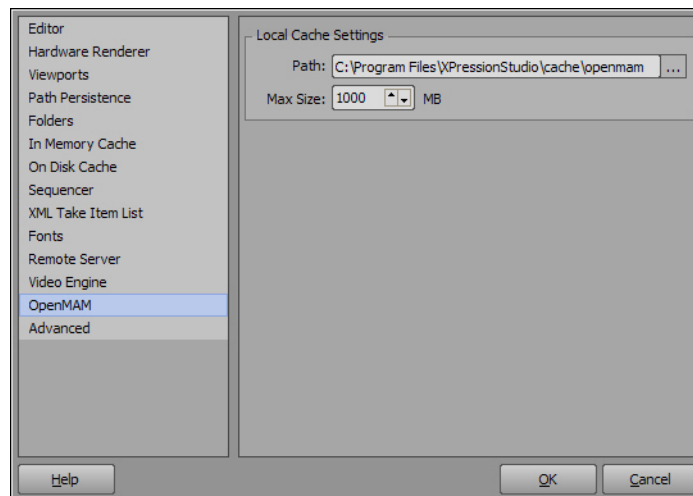 Editor
Hardware Renderer
Viewports
Path Persistence
Folders
In Memory Cache
On Disk Cache
Sequencer
XML Take Item List
Fonts
Remote Server
Video Engine
OpenMAM
Advanced
Local Cache Settings
Path: C:\Program Files\XPressionStudio\cache\openmam ...
Max Size: 1000 MB
Help OK Cancel